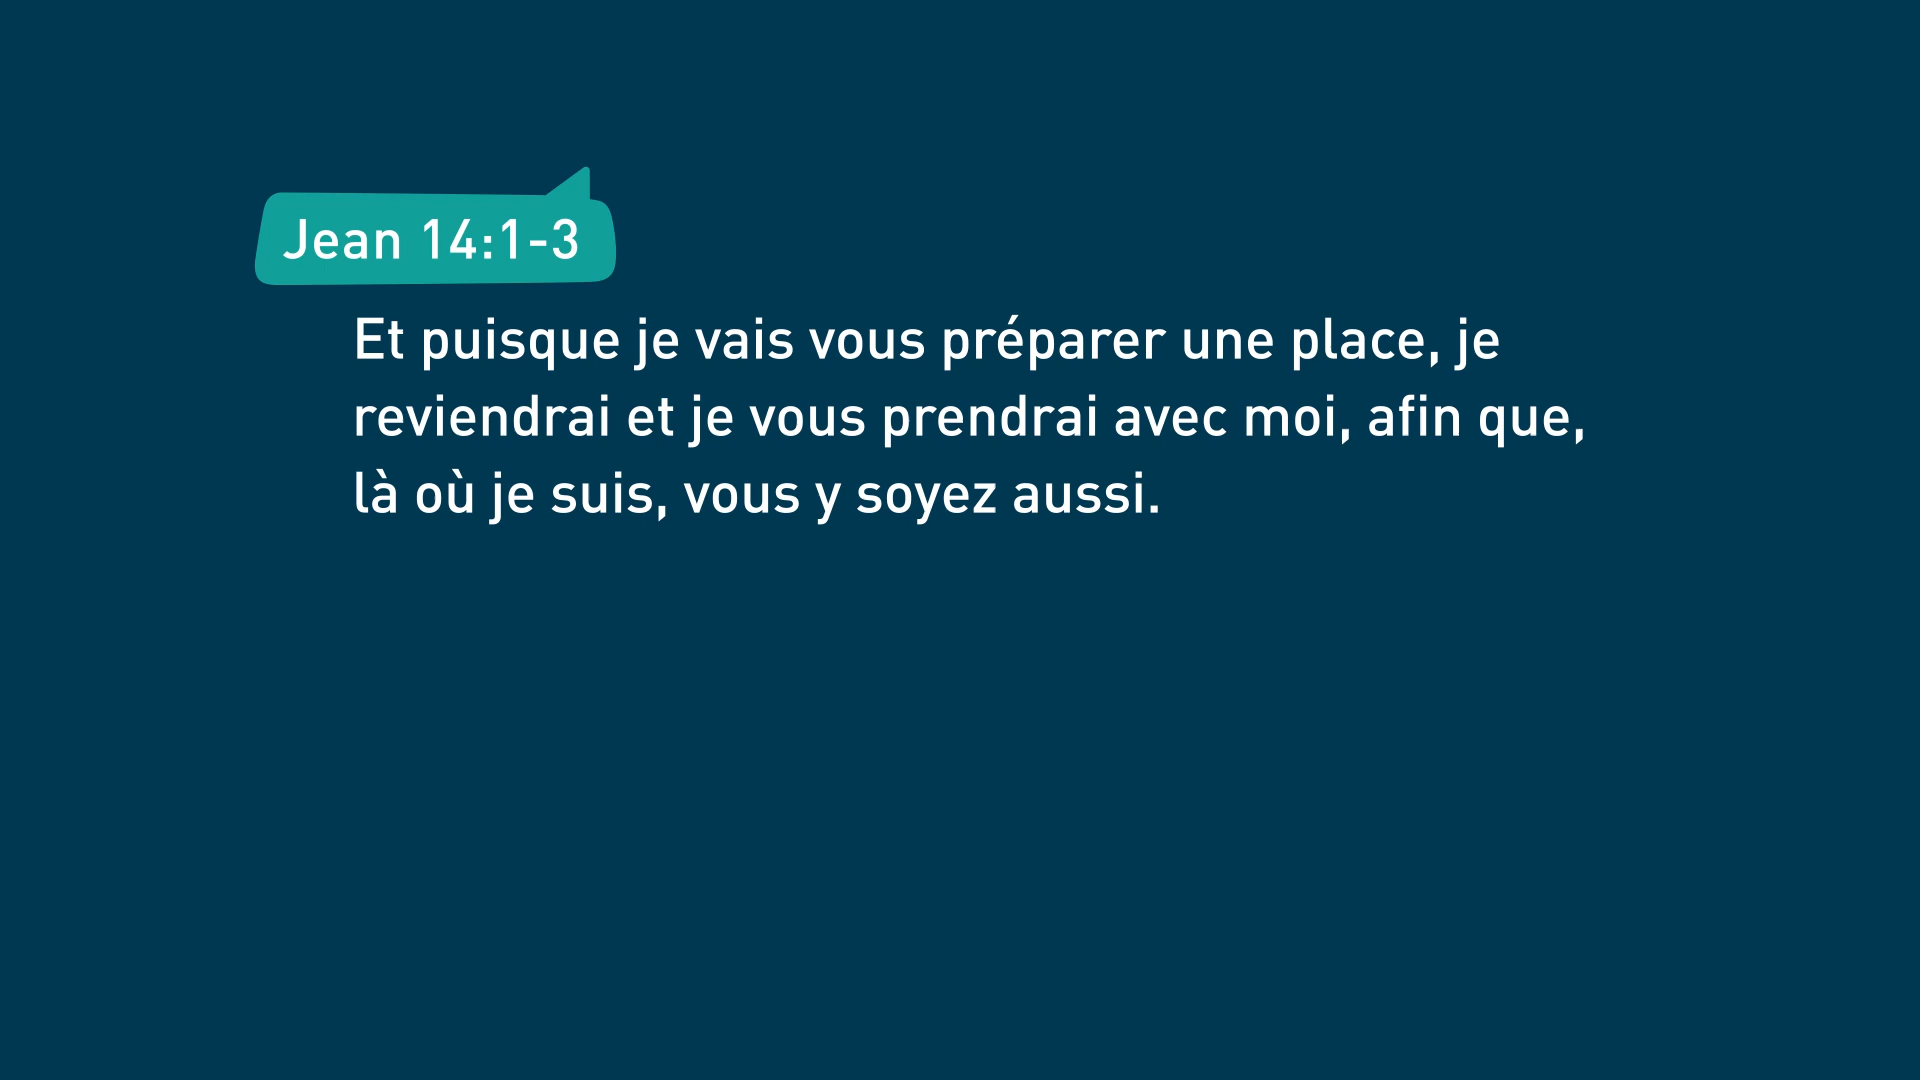 Jean 14:1-3
Et puisque je vais vous préparer une place, je
reviendrai et je vous prendrai avec moi, afin que,
là où je suis, vous y soyez aussi.